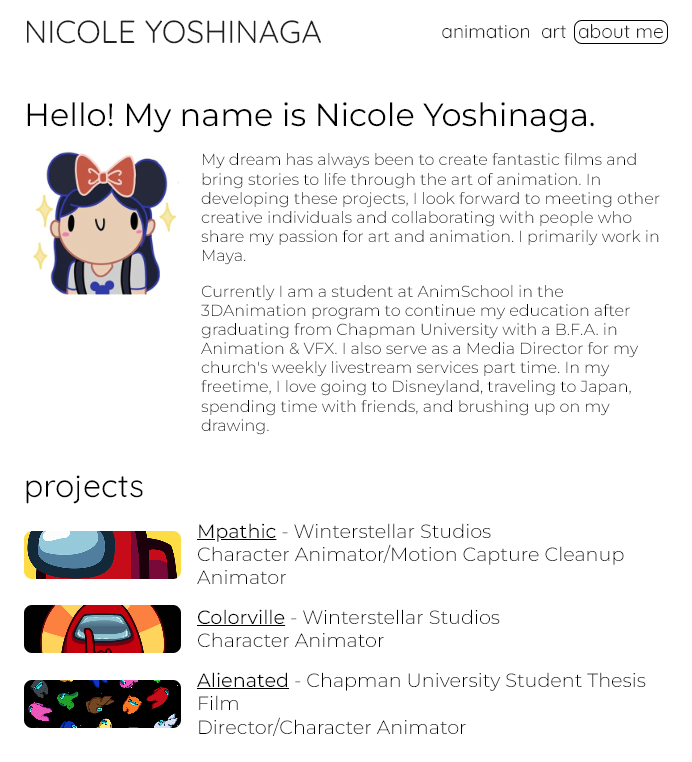 NICOLE YOSHINAGA
animation art about me
Hello! My name is Nicole Yoshinaga.
My dream has always been to create fantastic films and
bring stories to life through the art of animation. In
developing these projects, I look forward to meeting other
creative individuals and collaborating with people who
share my passion for art and animation. I primarily work in
Maya.
Currently I am a student at AnimSchool in the
3DAnimation program to continue my education after
graduating from Chapman University with a B.F.A. in
Animation & VFX. I also serve as a Media Director for my
church's weekly livestream services part time. In my
freetime, I love going to Disneyland, traveling to Japan,
spending time with friends, and brushing up on my
drawing.
projects
Mpathic - Winterstellar Studios
Character Animator/Motion Capture Cleanup
Animator
Colorville - Winterstellar Studios
Character Animator
Alienated - Chapman University Student Thesis
Film
Director/Character Animator